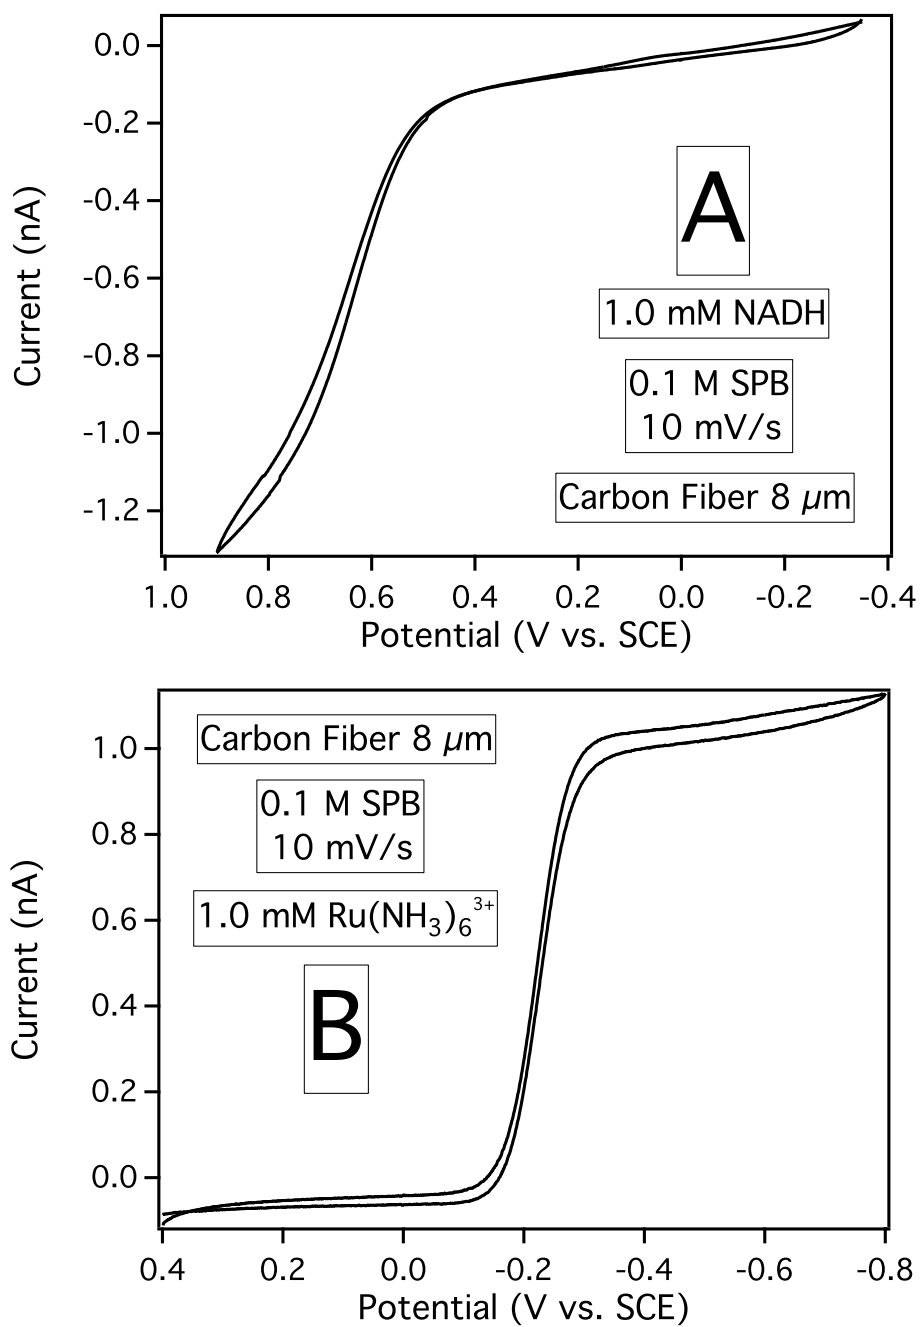 0.0
-0.2
-0.4
-0.6
-0.8
-1.0
-1.2
Current (nA)
A
1.0 mM NADH
0.1 M SPB
10 mV/s
Carbon Fiber 8 µm
1.0 0.8 0.6 0.4 0.2 0.0 -0.2 -0.4
Potential (V vs. SCE)
Carbon Fiber 8 µm
0.1 M SPB
10 mV/s
1.0 mM Ru(NH₃)₆³⁺
B
1.0
0.8
0.6
0.4
0.2
0.0
Current (nA)
0.4 0.2 0.0 -0.2 -0.4 -0.6 -0.8
Potential (V vs. SCE)